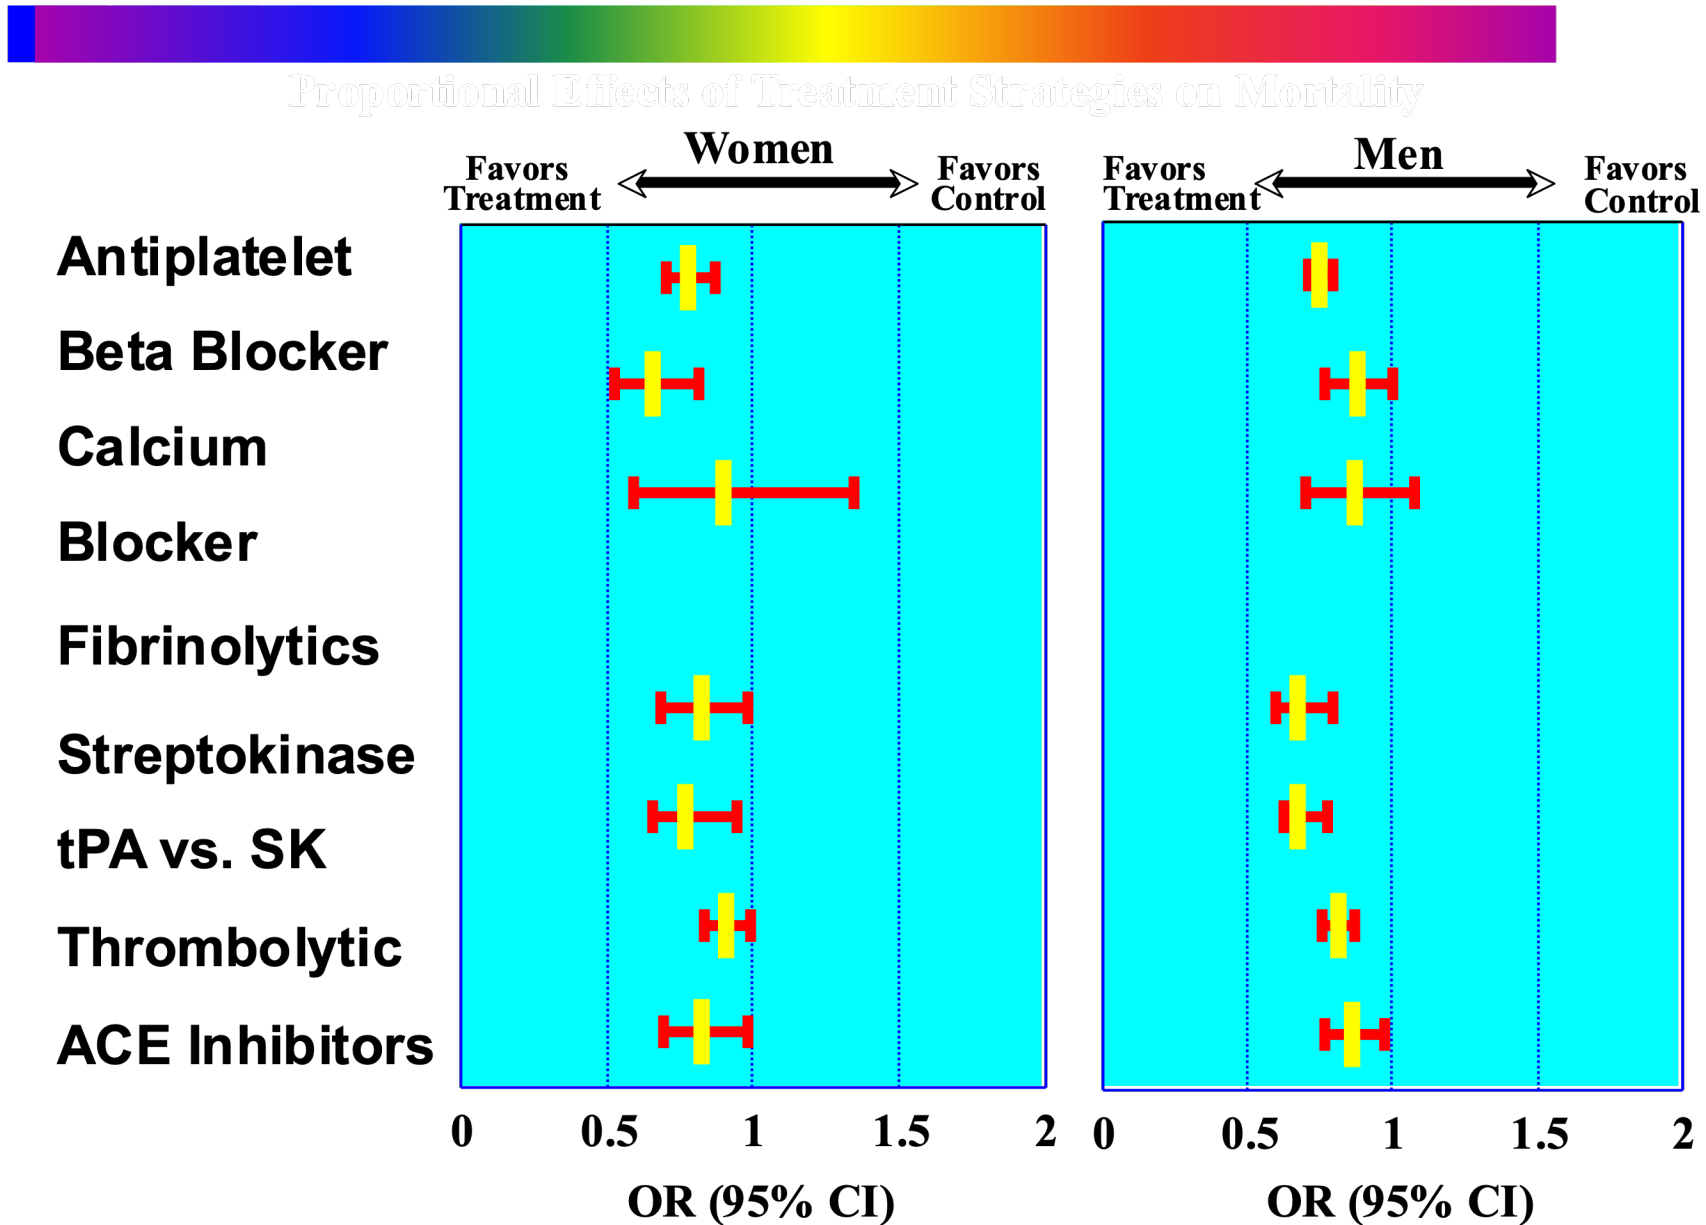 Proportional Effects of Treatment Strategies on Mortality
Women
Favors
Treatment
Favors
Control
Men
Favors
Treatment
Favors
Control
Antiplatelet
Beta Blocker
Calcium
Blocker
Fibrinolytics
Streptokinase
tPA vs. SK
Thrombolytic
ACE Inhibitors
0 0.5 1 1.5 2
0 0.5 1 1.5 2
OR (95% CI)
OR (95% CI)